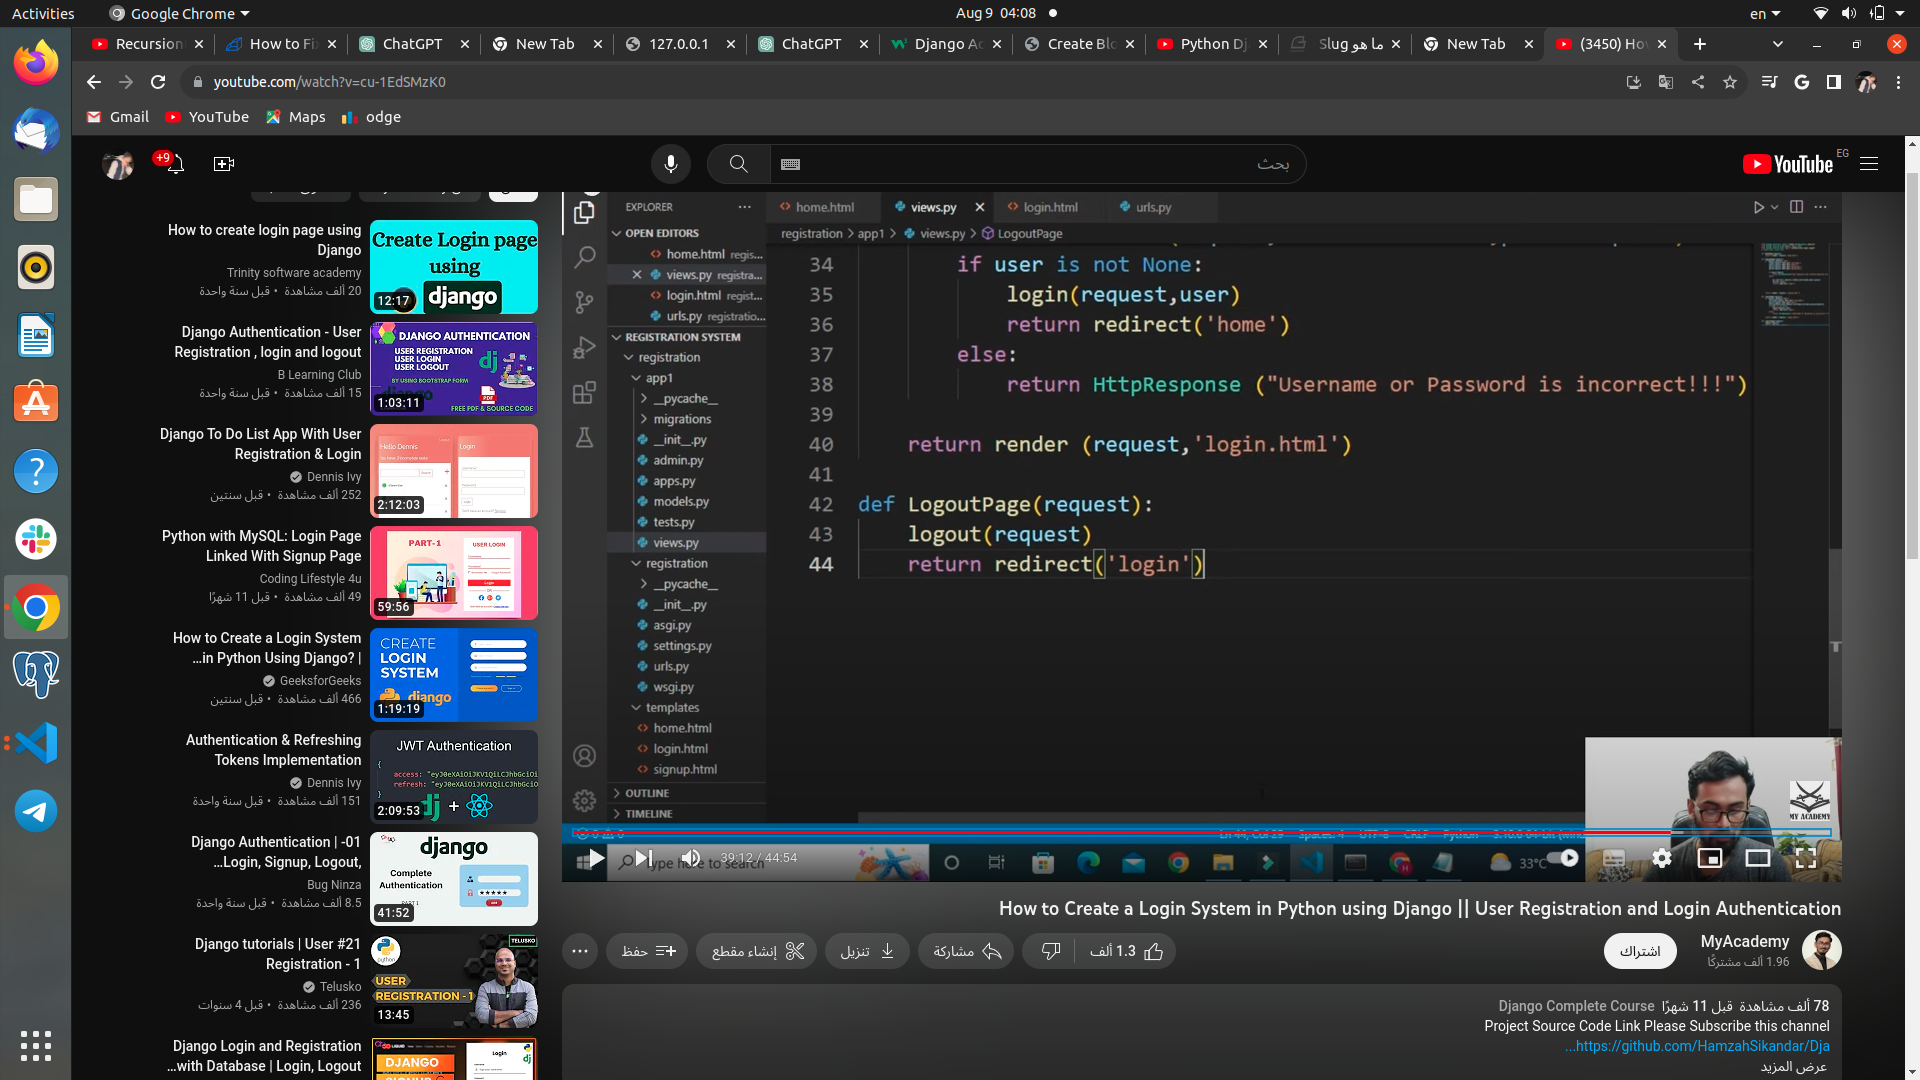 Activities
Google Chrome
Aug 9 04:08
en
Recursion
How to Fi
ChatGPT
New Tab
127.0.0.1
ChatGPT
Django A
Create Bl
Python Dj
ما هو Slug
New Tab
(3450) Ho
youtube.com/watch?v=cu-1EdSMzK0
Gmail
YouTube
Maps
odge
+9
بحث
YouTube
EG
How to create login page using
Django
Trinity software academy
20 ألف مشاهدة • قبل سنة واحدة
Create Login page
using
django
12:17
Django Authentication - User
Registration , login and logout
B Learning Club
15 ألف مشاهدة • قبل سنة واحدة
DJANGO AUTHENTICATION
USER REGISTRATION
USER LOGIN
USER LOGOUT
BY USING BOOTSTRAP FORM
dj
PDF
FREE PDF & SOURCE CODE
1:03:11
Django To Do List App With User
Registration & Login
Dennis Ivy
252 ألف مشاهدة • قبل سنتين
Hello Dennis
Login
2:12:03
Python with MySQL: Login Page
Linked With Signup Page
Coding Lifestyle 4u
49 ألف مشاهدة • قبل 11 شهرًا
PART-1
USER LOGIN
Login
59:56
How to Create a Login System
in Python Using Django? | ...
GeeksforGeeks
466 ألف مشاهدة • قبل سنتين
CREATE
LOGIN
SYSTEM
django
1:19:19
Authentication & Refreshing
Tokens Implementation
Dennis Ivy
151 ألف مشاهدة • قبل سنة واحدة
JWT Authentication
{
access: "eyJ0eXAiOiJKV1QiLCJhbGciOi
refresh: "eyJ0eXAiOiJKV1QiLCJhbGciO
}
dj +
2:09:53
Django Authentication |-01
Login, Signup, Logout,...
Bug Ninza
8.5 ألف مشاهدة • قبل سنة واحدة
django
Complete
Authentication
PART 1
41:52
Django tutorials | User #21
Registration - 1
Telusko
236 ألف مشاهدة • قبل 4 سنوات
TELUSKO
python
USER
REGISTRATION - 1
13:45
Django Login and Registration
with Database | Login, Logout...
DJANGO
Login
EXPLORER
OPEN EDITORS
home.html regis...
views.py registra...
login.html regist...
urls.py registratio...
REGISTRATION SYSTEM
registration
app1
__pycache__
migrations
__init__.py
admin.py
apps.py
models.py
tests.py
views.py
registration
__pycache__
__init__.py
asgi.py
settings.py
urls.py
wsgi.py
templates
home.html
login.html
signup.html
OUTLINE
TIMELINE
home.html
views.py
login.html
urls.py
registration > app1 > views.py > LogoutPage
34 if user is not None:
35 login(request,user)
36 return redirect('home')
37 else:
38 return HttpResponse ("Username or Password is incorrect!!!")
39
40 return render (request,'login.html')
41
42 def LogoutPage(request):
43 logout(request)
44 return redirect('login')
MY ACADEMY
Type here to search
39:12 / 44:54
33°C
How to Create a Login System in Python using Django || User Registration and Login Authentication
حفظ
إنشاء مقطع
تنزيل
مشاركة
1.3 ألف
اشتراك
MyAcademy
1.96 ألف مشترك
78 ألف مشاهدة قبل 11 شهرًا Django Complete Course
Project Source Code Link Please Subscribe this channel
https://github.com/HamzahSikandar/Dja...
عرض المزيد